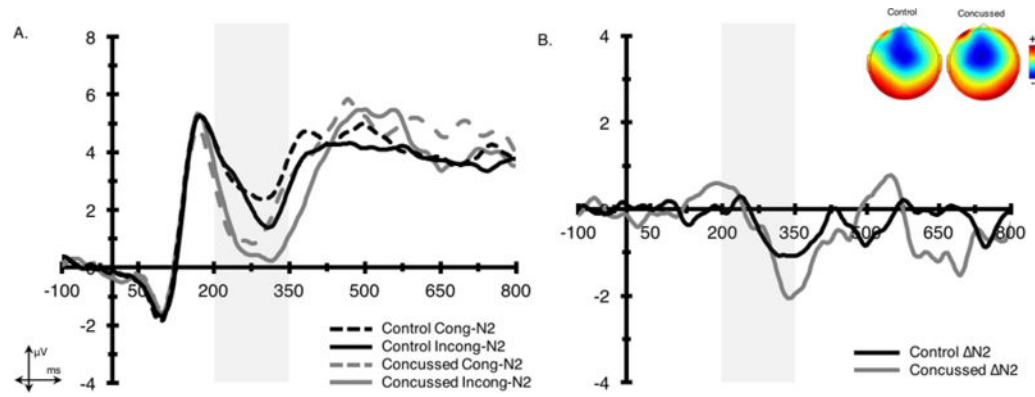 A.
8
6
4
2
0
-2
-4
-100
50
200
350
500
650
800
µV
ms
Control Cong-N2
Control Incong-N2
Concussed Cong-N2
Concussed Incong-N2
B.
Control
Concussed
+
-
4
2
0
-2
-4
-100
50
200
350
500
650
800
Control ΔN2
Concussed ΔN2